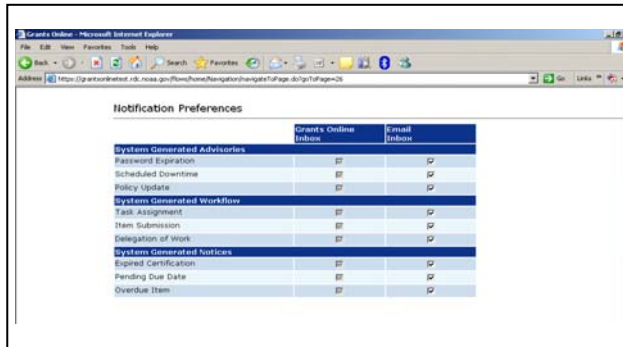 Grants Online - Microsoft Internet Explorer
File Edit View Favorites Tools Help
Back Search Favorites
Address https://grantsonlinetest.rdc.noaa.gov/flows/home/Navigation/navigateToPage.do?goToPage=26 Go Links
Notification Preferences
Grants Online Inbox Email Inbox
System Generated Advisories
Password Expiration
Scheduled Downtime
Policy Update
System Generated Workflow
Task Assignment
Item Submission
Delegation of Work
System Generated Notices
Expired Certification
Pending Due Date
Overdue Item